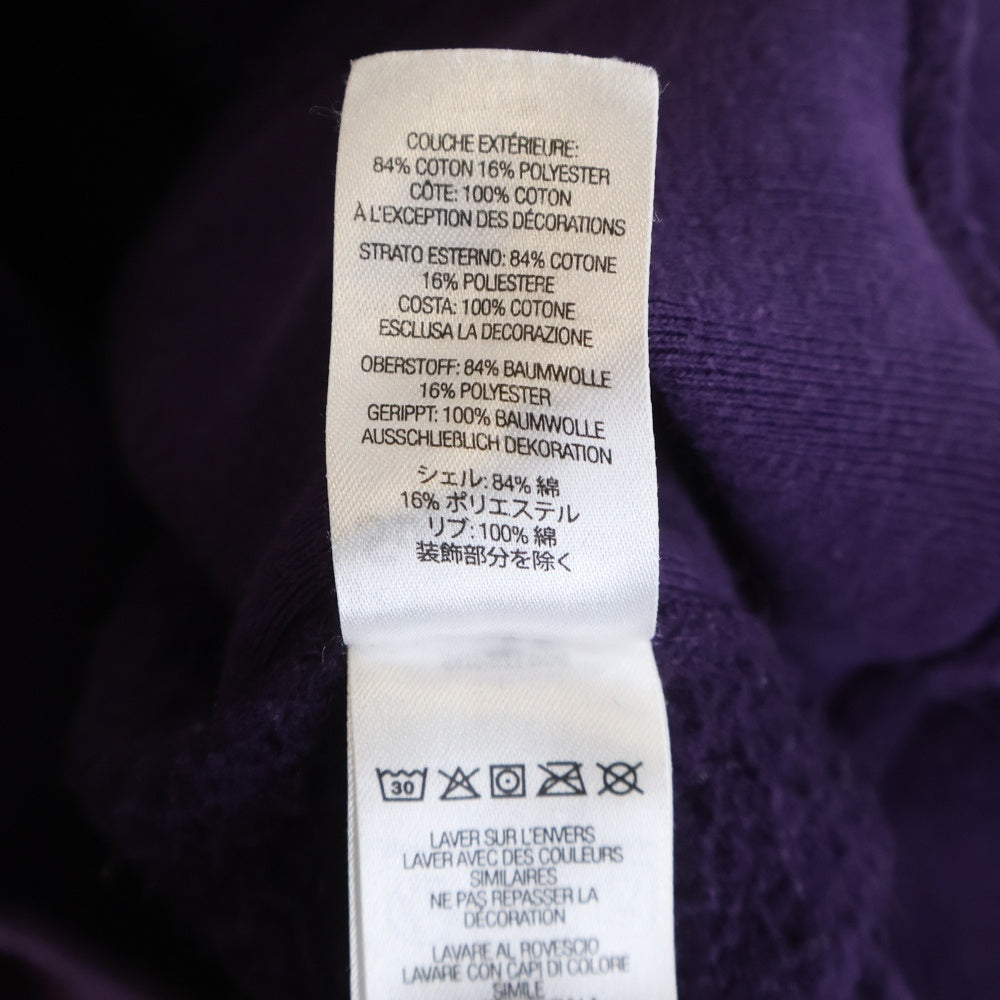 COUCHE EXTÉRIEURE:
84% COTON 16% POLYESTER
CÔTE: 100% COTON
À L'EXCEPTION DES DÉCORATIONS
STRATO ESTERNO: 84% COTONE
16% POLIESTERE
COSTA: 100% COTONE
ESCLUSA LA DECORAZIONE
OBERSTOFF: 84% BAUMWOLLE
16% POLYESTER
GERIPPT: 100% BAUMWOLLE
AUSSCHLIEßLICH DEKORATION
シェル: 84% 綿
16% ポリエステル
リブ: 100% 綿
装飾部分を除く
30
LAVER SUR L'ENVERS
LAVER AVEC DES COULEURS
SIMILAIRES
NE PAS REPASSER LA
DÉCORATION
LAVARE AL ROVESCIO
LAVARE CON CAPI DI COLORE
SIMILE